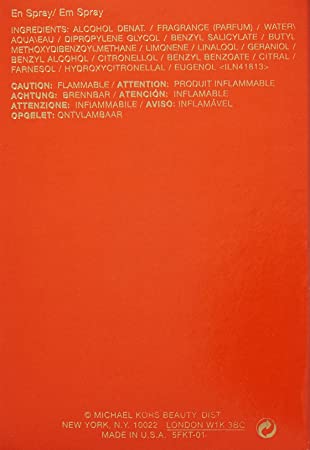 En Spray/ Em Spray
INGREDIENTS: ALCOHOL DENAT. / FRAGRANCE (PARFUM) / WATER\
AQUA\EAU / DIPROPYLENE GLYCOL / BENZYL SALICYLATE / BUTYL
METHOXYDIBENZOYLMETHANE / LIMONENE / LINALOOL / GERANIOL /
BENZYL ALCOHOL / CITRONELLOL / BENZYL BENZOATE / CITRAL /
FARNESOL / HYDROXYCITRONELLAL / EUGENOL <ILN41813>
CAUTION: FLAMMABLE / ATTENTION: PRODUIT INFLAMMABLE
ACHTUNG: BRENNBAR / ATENCIÓN: INFLAMABLE
ATTENZIONE: INFIAMMABILE / AVISO: INFLAMÁVEL
OPGELET: ONTVLAMBAAR
© MICHAEL KORS BEAUTY, DIST.
NEW YORK, N.Y. 10022 LONDON W1K 3BC
MADE IN U.S.A. 5FKT-01